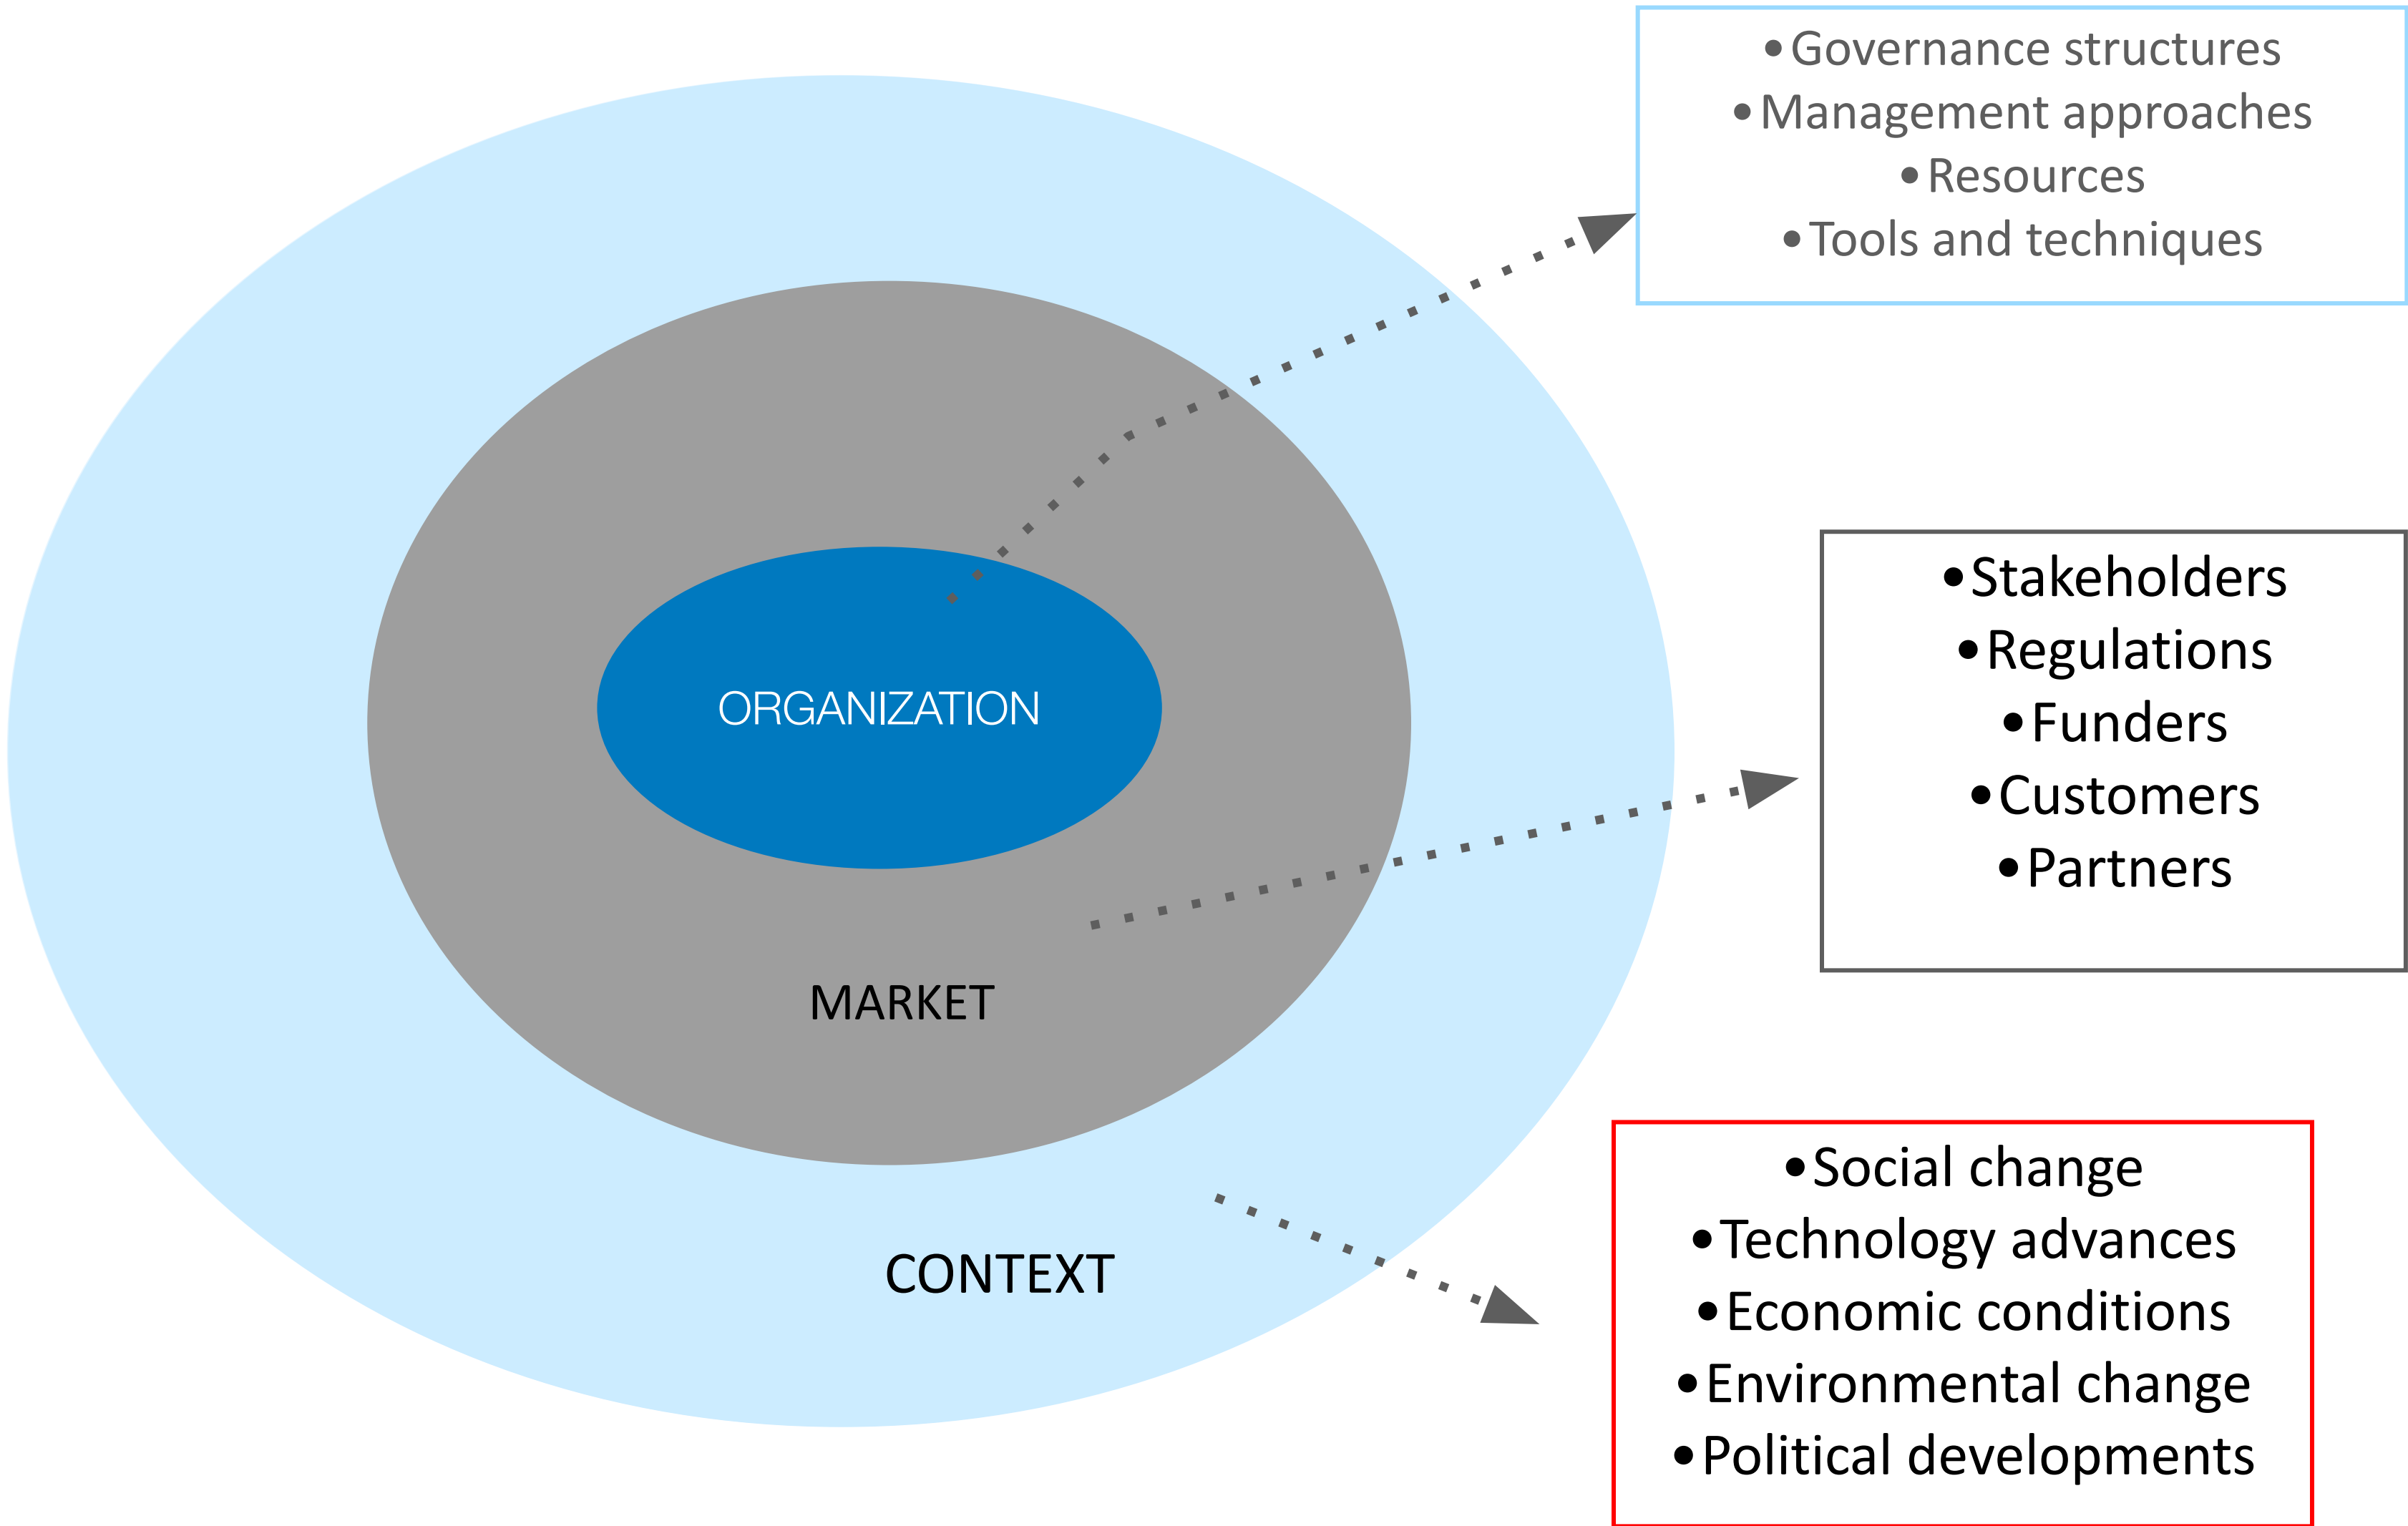 • Governance structures
• Management approaches
• Resources
• Tools and techniques
ORGANIZATION
• Stakeholders
• Regulations
• Funders
• Customers
• Partners
MARKET
CONTEXT
• Social change
• Technology advances
• Economic conditions
• Environmental change
• Political developments